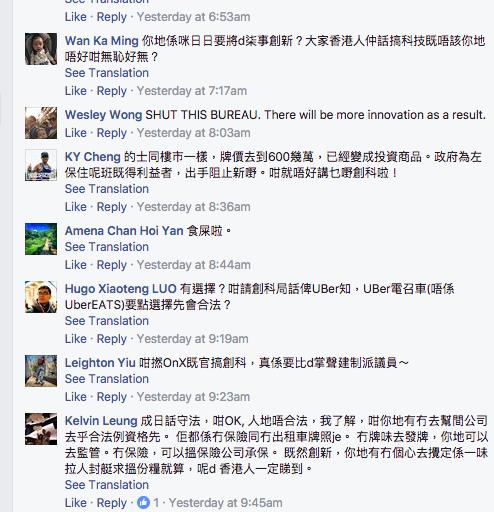 Like · Reply · Yesterday at 6:53am
Wan Ka Ming 你地係咪日日要將d柒事創新？大家香港人仲話搞科技既唔該你地
唔好咁無恥好無？
See Translation
Like · Reply · Yesterday at 7:17am
Wesley Wong SHUT THIS BUREAU. There will be more innovation as a result.
Like · Reply · Yesterday at 8:03am
KY Cheng 的士同樓市一樣，牌價去到600幾萬，已經變成投資商品。政府為左
保住呢班既得利益者，出手阻止新嘢。咁就唔好講乜嘢創科啦！
See Translation
Like · Reply · Yesterday at 8:36am
Amena Chan Hoi Yan 食屎啦。
See Translation
Like · Reply · Yesterday at 8:44am
Hugo Xiaoteng LUO 有選擇？咁請創科局話俾UBer知，UBer電召車(唔係
UberEATS)要點選擇先會合法？
See Translation
Like · Reply · Yesterday at 9:19am
Leighton Yiu 咁撚OnX既官搞創科，真係要比d掌聲建制派議員～
See Translation
Like · Reply · Yesterday at 9:23am
Kelvin Leung 成日話守法，咁OK, 人地唔合法，我了解，咁你地有冇去幫間公司
去乎合法例資格先。 佢都係冇保險同冇出租車牌照je。 冇牌味去發牌，你地可以
去監管。冇保險，可以搵保險公司承保。 既然創新，你地有冇個心去攪定係一味
拉人封艇求搵份糧就算，呢d 香港人一定睇到。
See Translation
Like · Reply · 1 · Yesterday at 9:45am